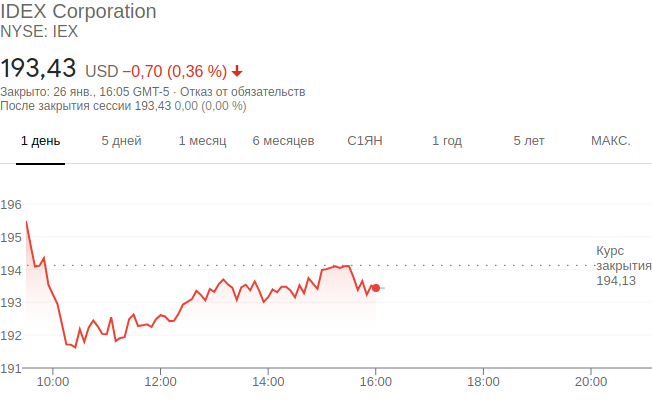 IDEX Corporation
NYSE: IEX
193,43 USD −0,70 (0,36 %)
Закрыто: 26 янв., 16:05 GMT-5 · Отказ от обязательств
После закрытия сессии 193,43 0,00 (0,00 %)
1 день 5 дней 1 месяц 6 месяцев С1ЯН 1 год 5 лет МАКС.
196
195
194
193
192
191
Курс
закрытия
194,13
10:00 12:00 14:00 16:00 18:00 20:00